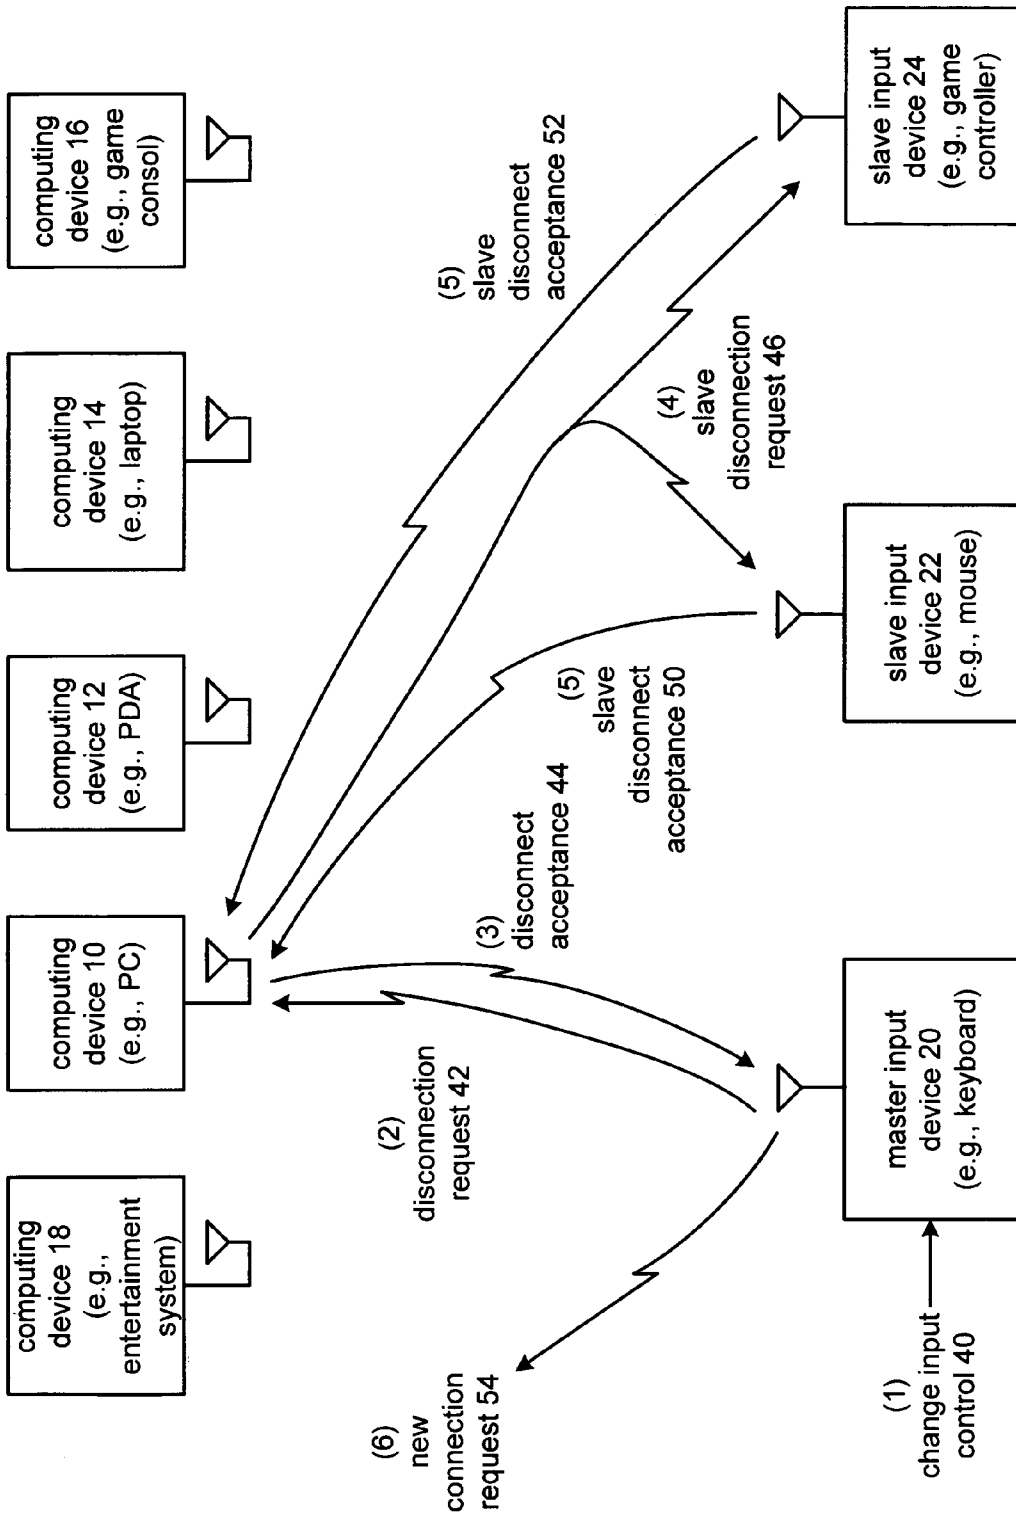 computing
device 18
(e.g.,
entertainment
system)
computing
device 10
(e.g., PC)
computing
device 12
(e.g., PDA)
computing
device 14
(e.g., laptop)
computing
device 16
(e.g., game
consol)
(6)
new
connection
request 54
(2)
disconnection
request 42
(3)
disconnect
acceptance 44
(5)
slave
disconnect
acceptance 50
(4)
slave
disconnection
request 46
(5)
slave
disconnect
acceptance 52
(1)
change input
control 40
master input
device 20
(e.g., keyboard)
slave input
device 22
(e.g., mouse)
slave input
device 24
(e.g., game
controller)